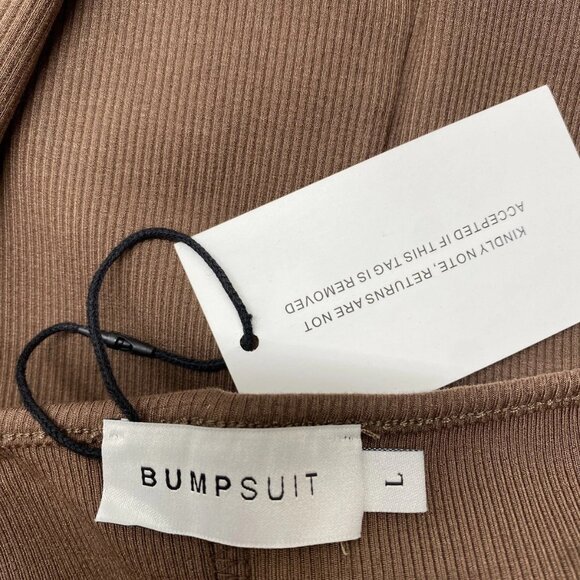 KINDLY NOTE, RETURNS ARE NOT
ACCEPTED IF THIS TAG IS REMOVED
BUMPSUIT
L